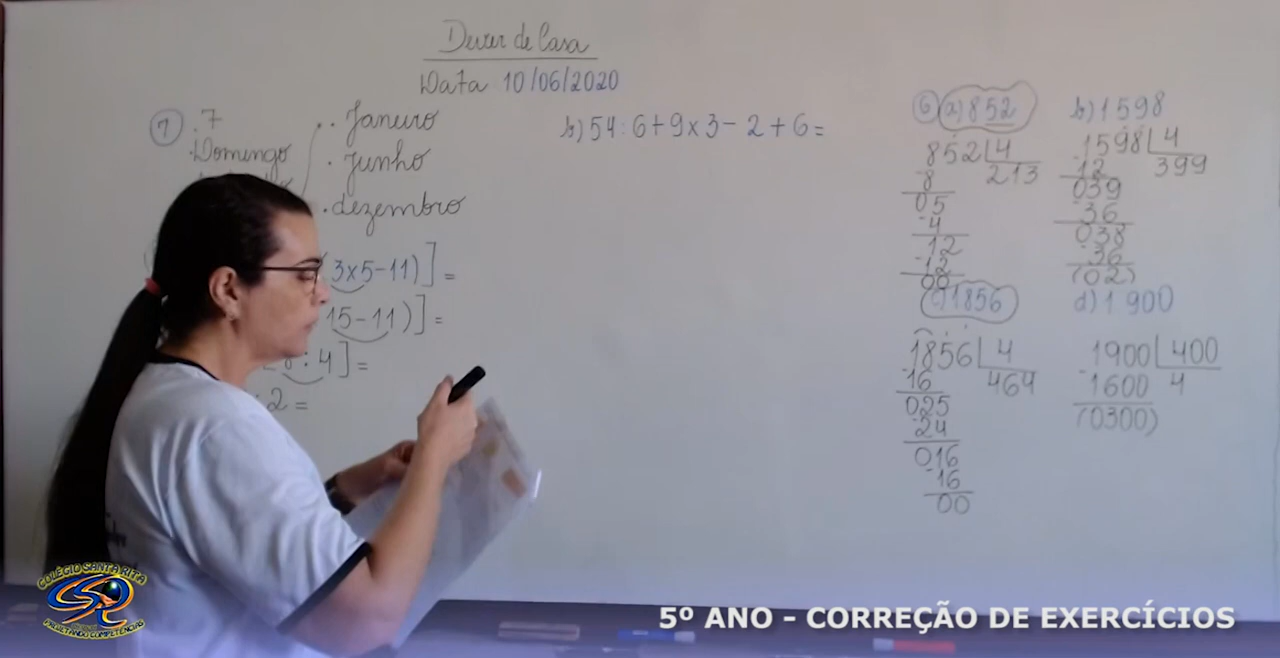 Dever de Casa
Data 10/06/2020
7 . 7
. Domingo
. Janeiro
. Junho
. dezembro
3x5-11)] =
15-11)] =
: 4] =
: 2 =
b) 54:6+9x3-2+6=
6 a) 852
852 4
-8 213
05
-4
12
-12
00
b) 1598
1598 4
-12 399
039
-36
038
-36
(02)
c) 1856
1856 4
-16 464
025
-24
016
-16
00
d) 1900
1900 400
-1600 4
(0300)
COLÉGIO SANTA RITA
PROJETANDO COMPETÊNCIAS
5º ANO - CORREÇÃO DE EXERCÍCIOS